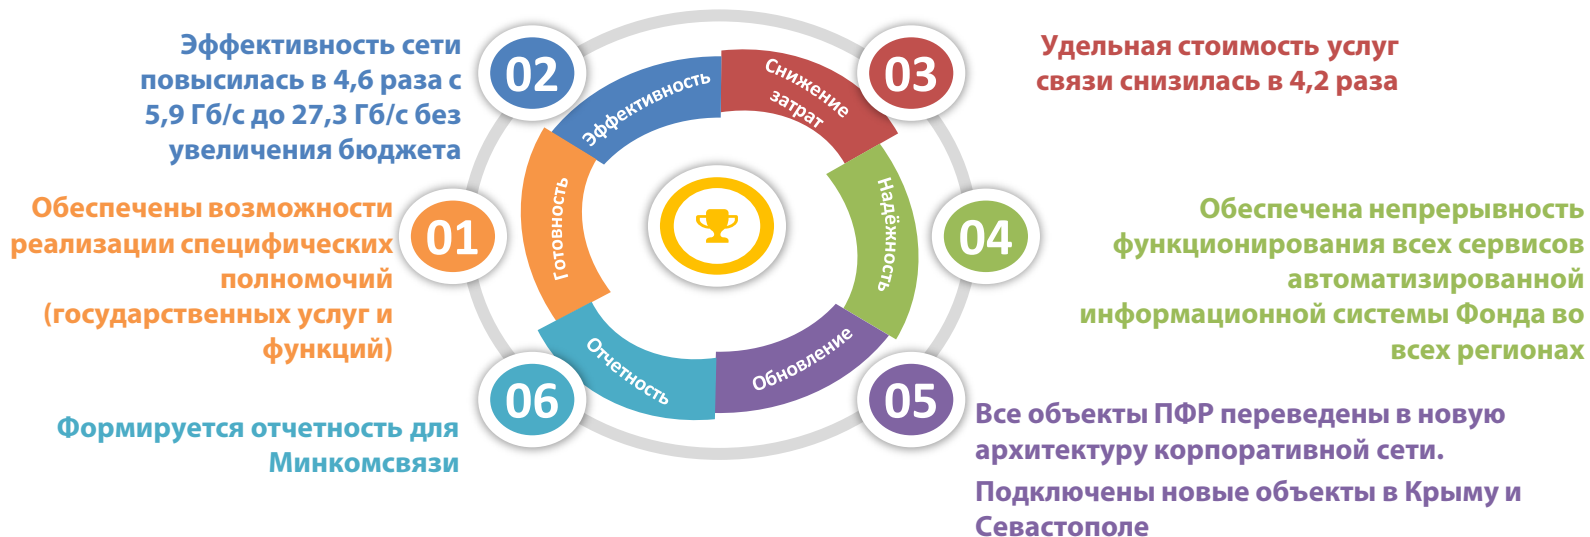 Эффективность сети
повысилась в 4,6 раза с
5,9 Гб/с до 27,3 Гб/с без
увеличения бюджета
02
Эффективность
Снижение
затрат
03
Удельная стоимость услуг
связи снизилась в 4,2 раза
Обеспечены возможности
реализации специфических
полномочий
(государственных услуг и
функций)
01
Готовность
Надёжность
04
Обеспечена непрерывность
функционирования всех сервисов
автоматизированной
информационной системы Фонда во
всех регионах
Формируется отчетность для
Минкомсвязи
06
Отчетность
Обновление
05
Все объекты ПФР переведены в новую
архитектуру корпоративной сети.
Подключены новые объекты в Крыму и
Севастополе